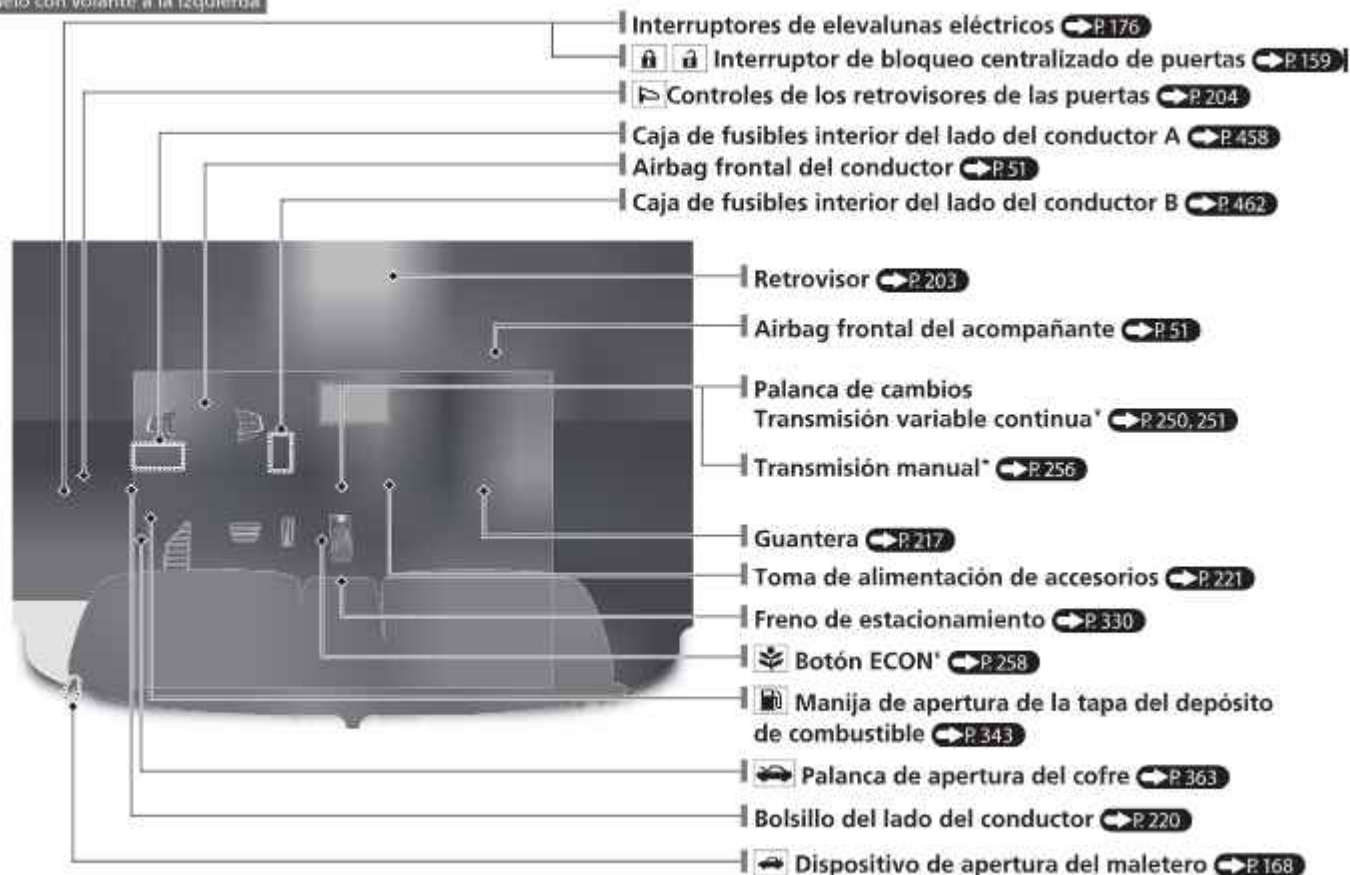 con volante a la izquierda
Interruptores de elevalunas eléctricos P. 176
Interruptor de bloqueo centralizado de puertas P. 159
Controles de los retrovisores de las puertas P. 204
Caja de fusibles interior del lado del conductor A P. 458
Airbag frontal del conductor P. 51
Caja de fusibles interior del lado del conductor B P. 462
Retrovisor P. 203
Airbag frontal del acompañante P. 51
Palanca de cambios
Transmisión variable continua* P. 250, 251
Transmisión manual* P. 256
Guantera P. 217
Toma de alimentación de accesorios P. 221
Freno de estacionamiento P. 330
Botón ECON* P. 258
Manija de apertura de la tapa del depósito
de combustible P. 343
Palanca de apertura del cofre P. 363
Bolsillo del lado del conductor P. 220
Dispositivo de apertura del maletero P. 168